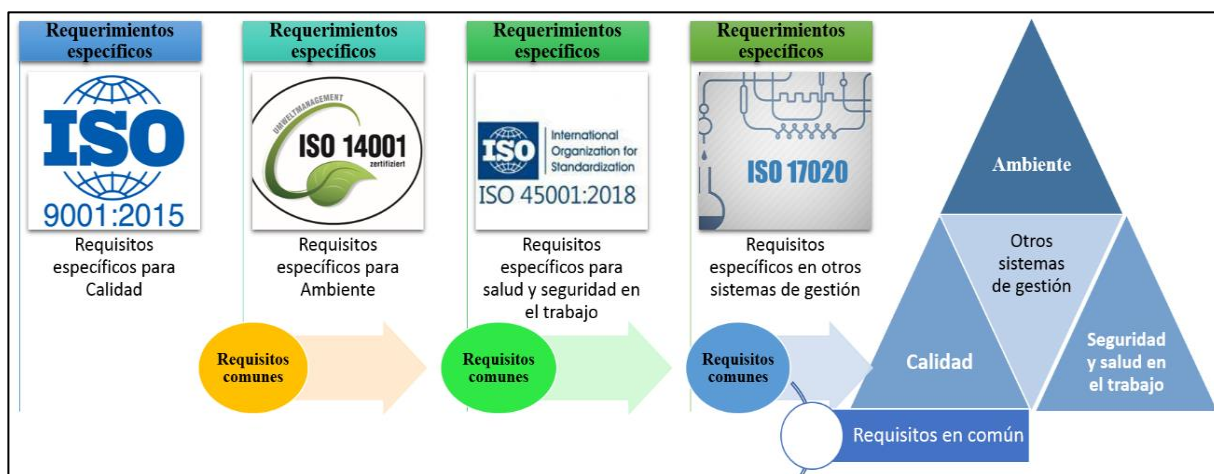 Requerimientos
específicos
Requerimientos
específicos
Requerimientos
específicos
Requerimientos
específicos
ISO
9001:2015
UMWELTMANAGEMENT
ISO 14001
zertifiziert
ISO
International
Organization for
Standardization
ISO 45001:2018
ISO 17020
Requisitos
específicos para
Calidad
Requisitos
específicos para
Ambiente
Requisitos
específicos para
salud y seguridad en
el trabajo
Requisitos
específicos en otros
sistemas de gestión
Requisitos
comunes
Requisitos
comunes
Requisitos
comunes
Ambiente
Otros
sistemas
de gestión
Calidad
Seguridad
y salud en
el trabajo
Requisitos en común